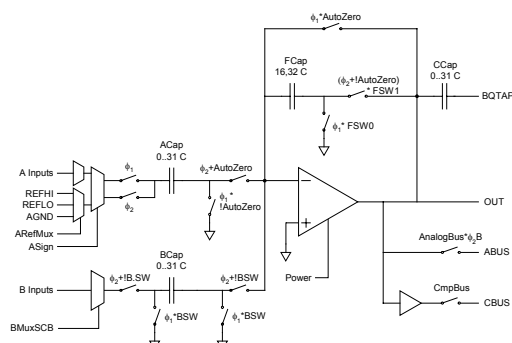 ϕ1*AutoZero
FCap
16,32 C
(ϕ2+!AutoZero)
* FSW1
CCap
0..31 C
BQTAP
ϕ1* FSW0
ACap
0..31 C
ϕ2+AutoZero
A Inputs
ϕ1
REFHI
REFLO
AGND
ϕ2
ϕ1*
!AutoZero
ARefMux
ASign
OUT
BCap
0..31 C
Power
AnalogBus*ϕ2B
ABUS
B Inputs
ϕ2+!B.SW
ϕ2+!BSW
CmpBus
CBUS
BMuxSCB
ϕ1*BSW
ϕ1*BSW